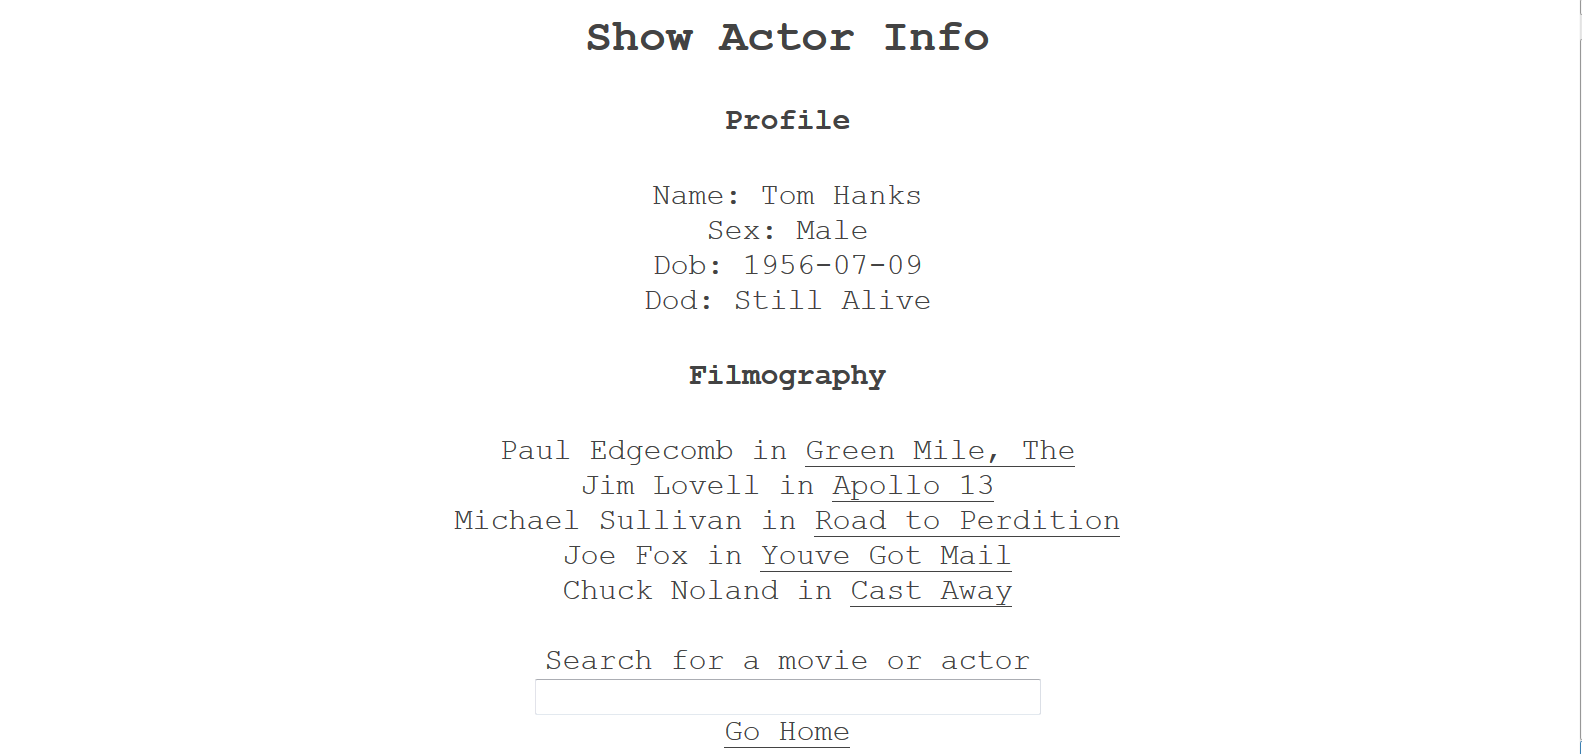 Show Actor Info
Profile
Name: Tom Hanks
Sex: Male
Dob: 1956-07-09
Dod: Still Alive
Filmography
Paul Edgecomb in Green Mile, The
Jim Lovell in Apollo 13
Michael Sullivan in Road to Perdition
Joe Fox in Youve Got Mail
Chuck Noland in Cast Away
Search for a movie or actor
Go Home